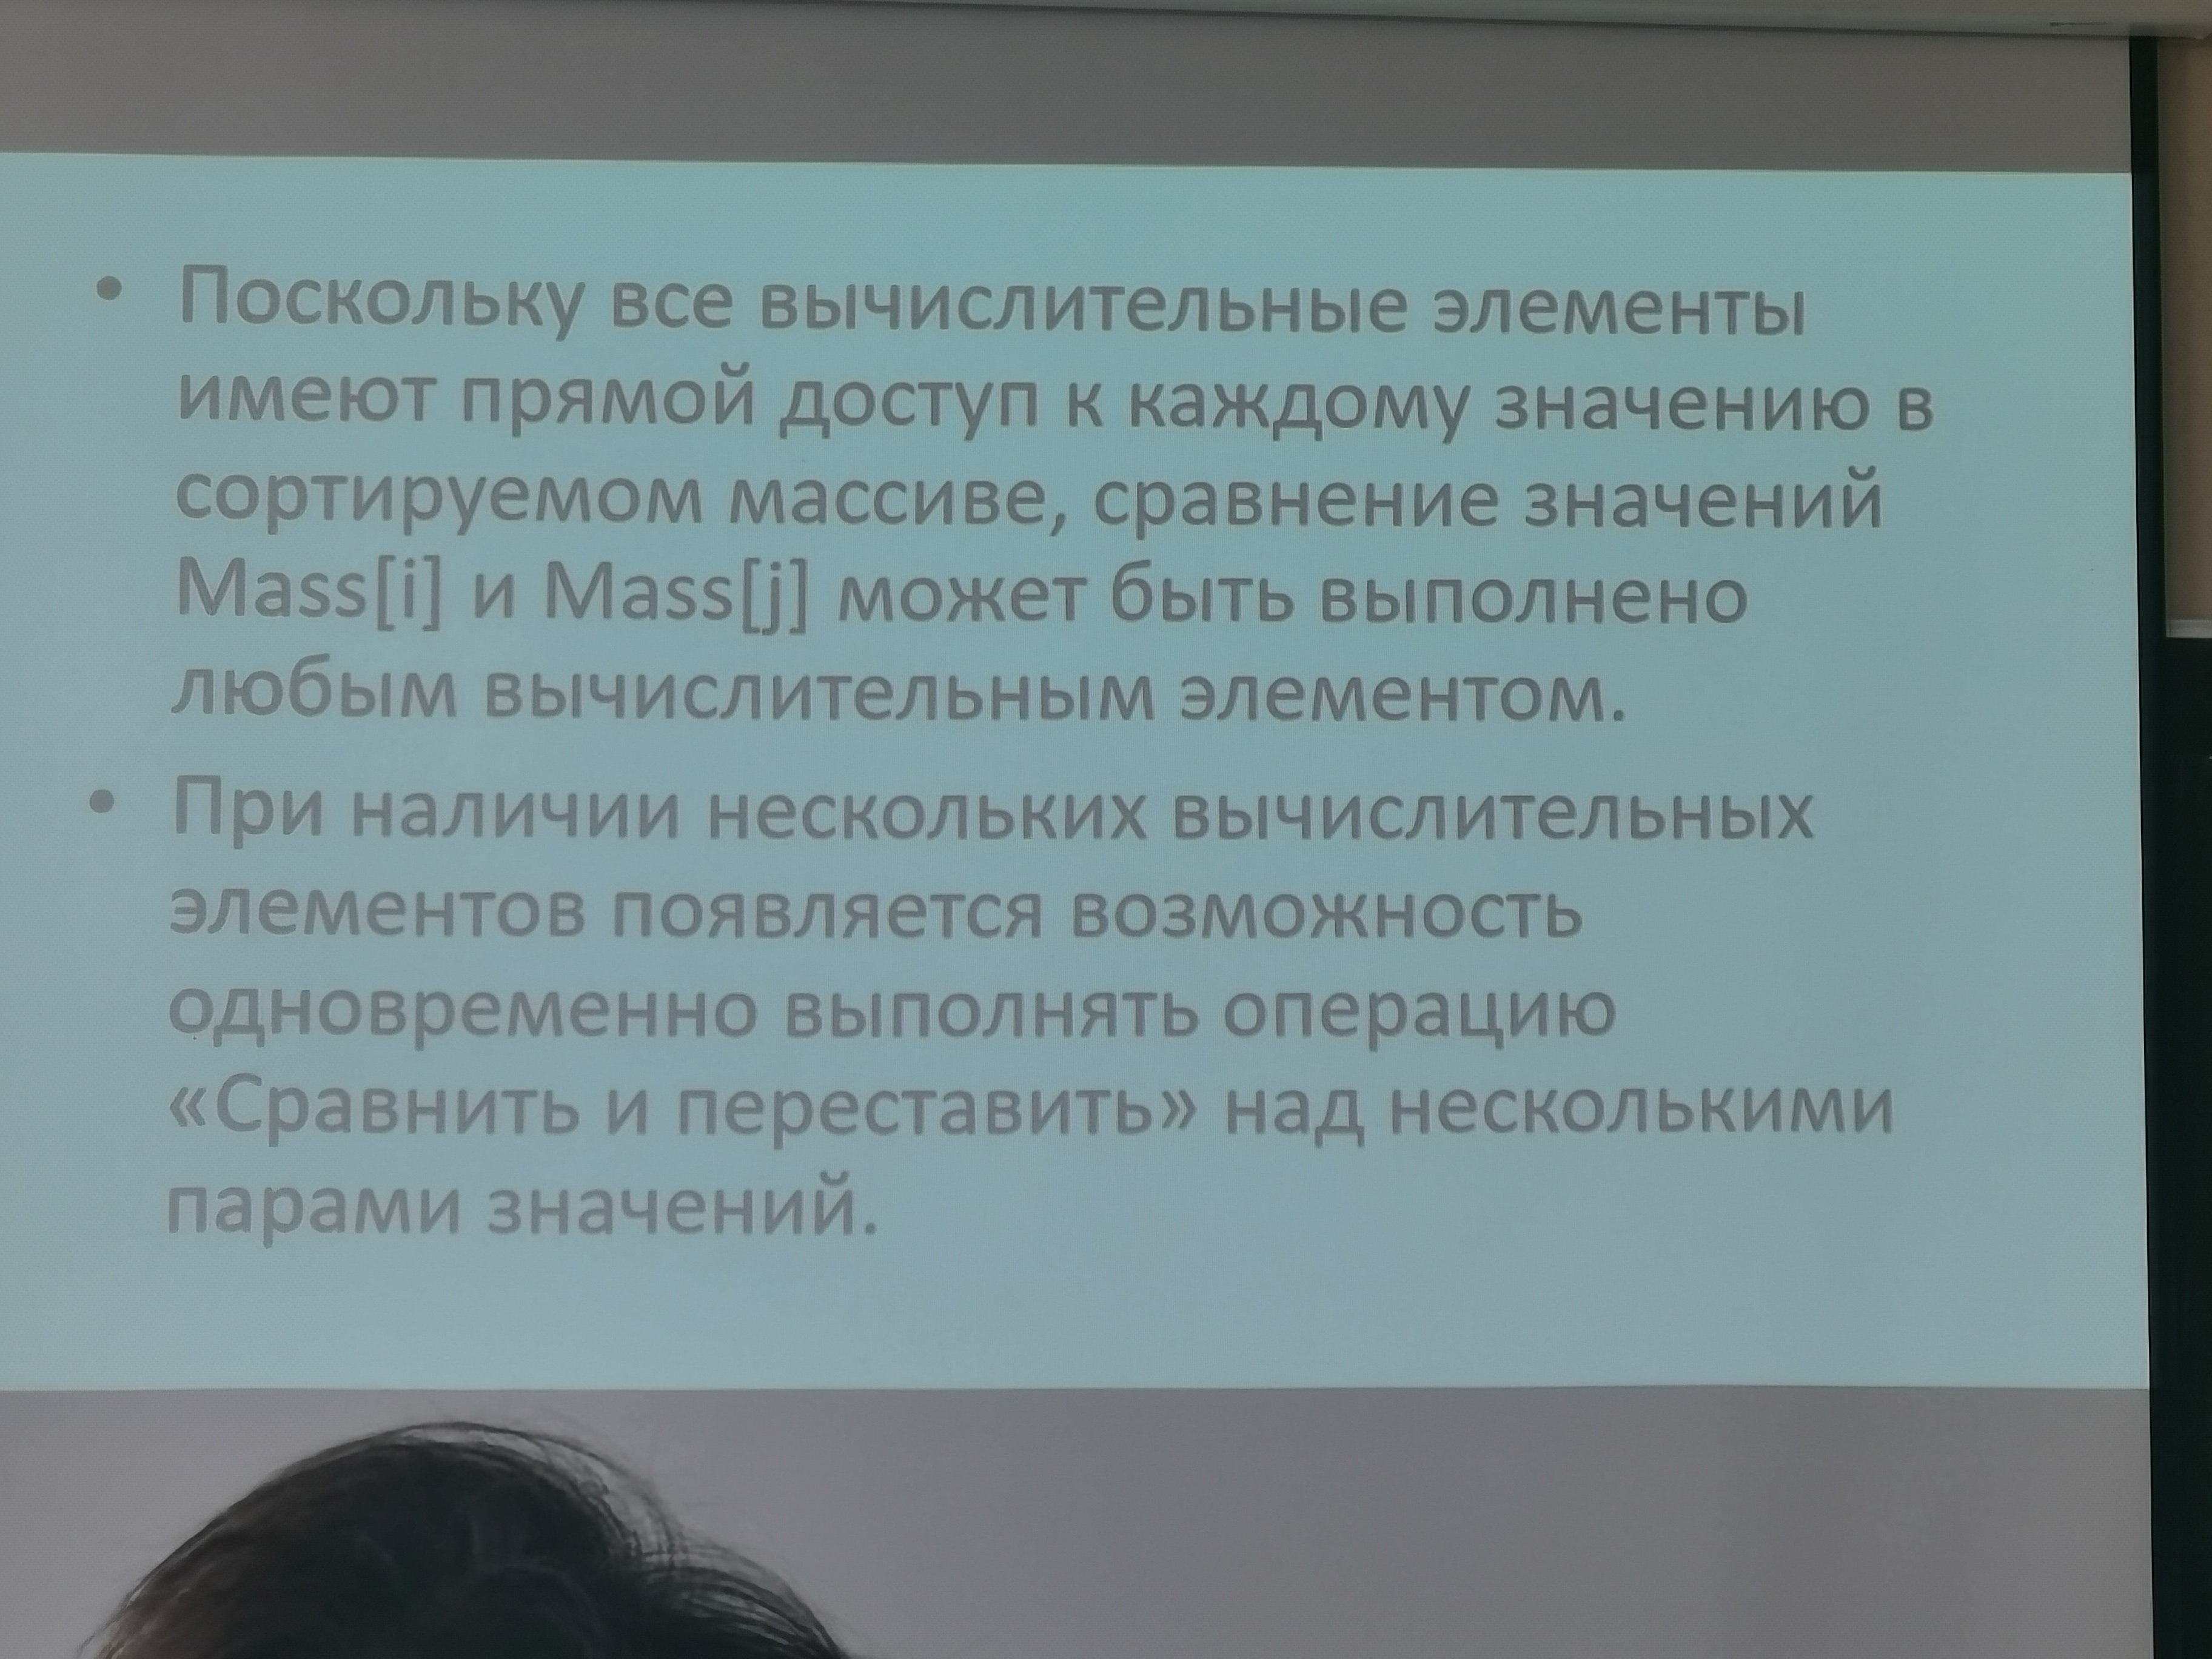 • Поскольку все вычислительные элементы
имеют прямой доступ к каждому значению в
сортируемом массиве, сравнение значений
Mass[i] и Mass[j] может быть выполнено
любым вычислительным элементом.
• При наличии нескольких вычислительных
элементов появляется возможность
одновременно выполнять операцию
«Сравнить и переставить» над несколькими
парами значений.